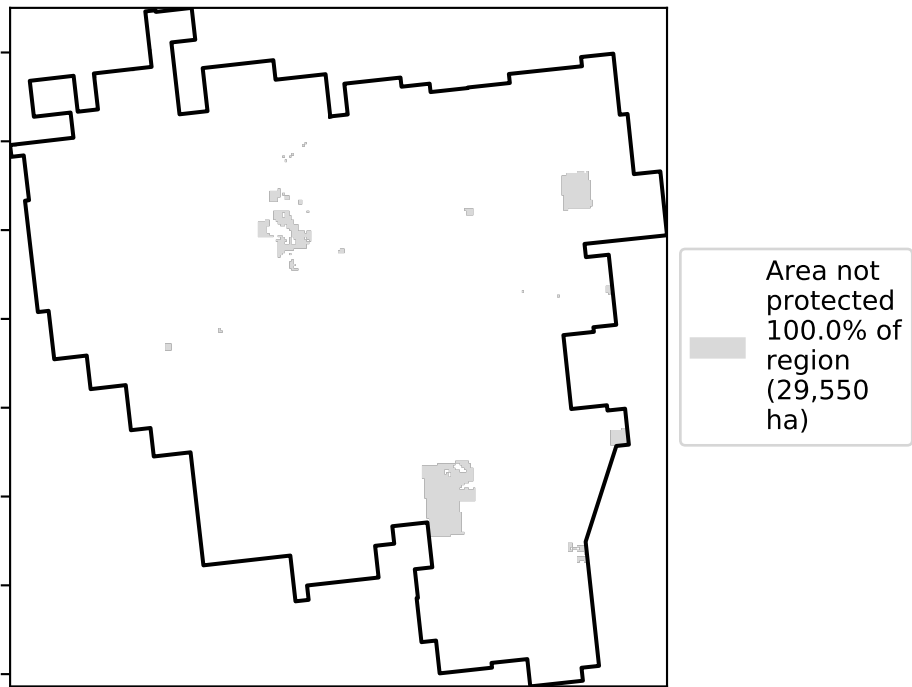 Area not
protected
100.0% of
region
(29,550
ha)